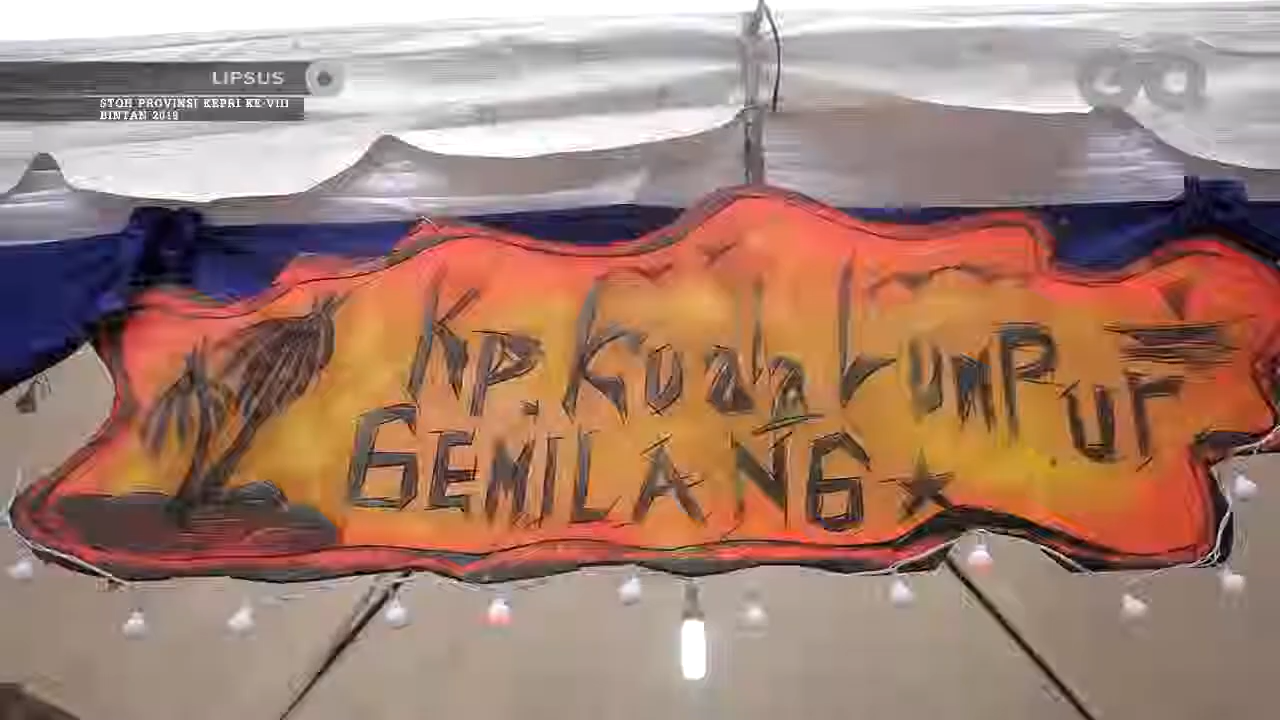 LIPSUS
STQH PROVINSI KEPRI KE-VIII
BINTAN 2019
Kp. Kuala Lumpur
GEMILANG